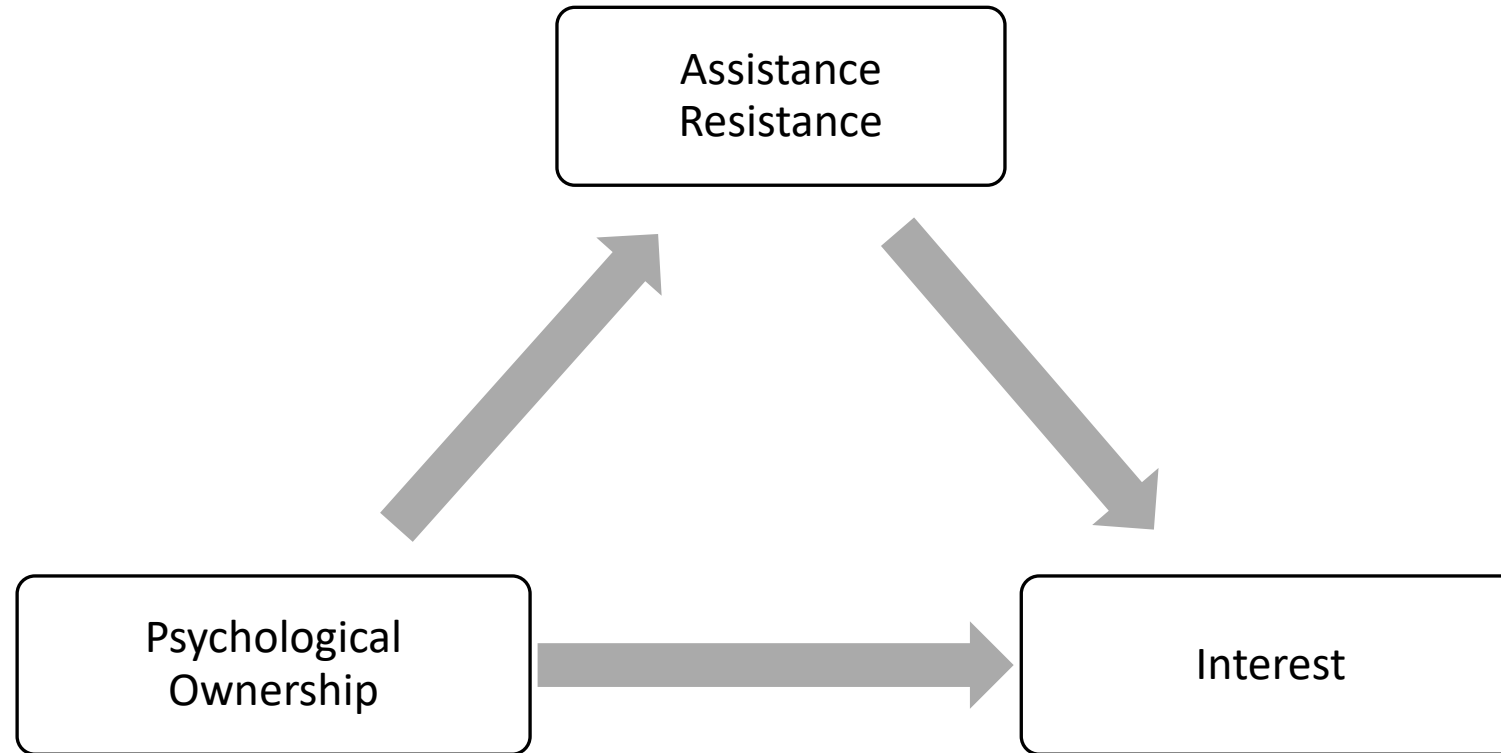 Assistance
Resistance
Psychological
Ownership
Interest